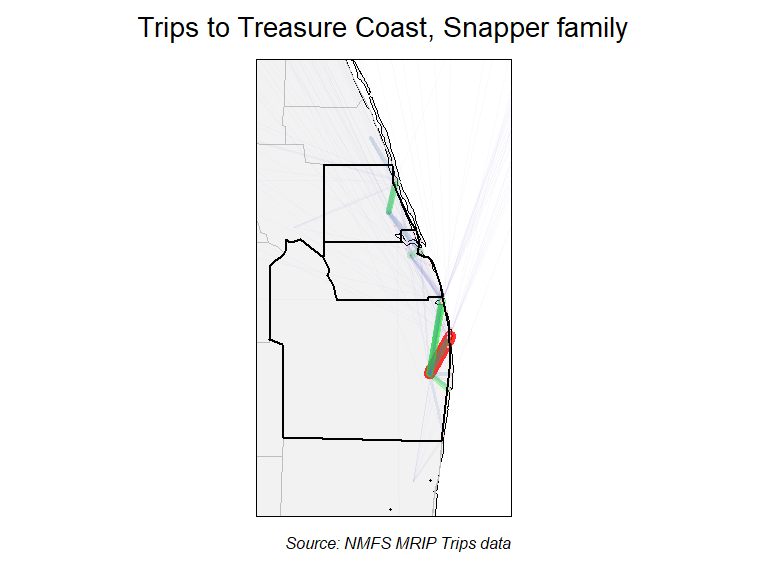 Trips to Treasure Coast, Snapper family
Source: NMFS MRIP Trips data